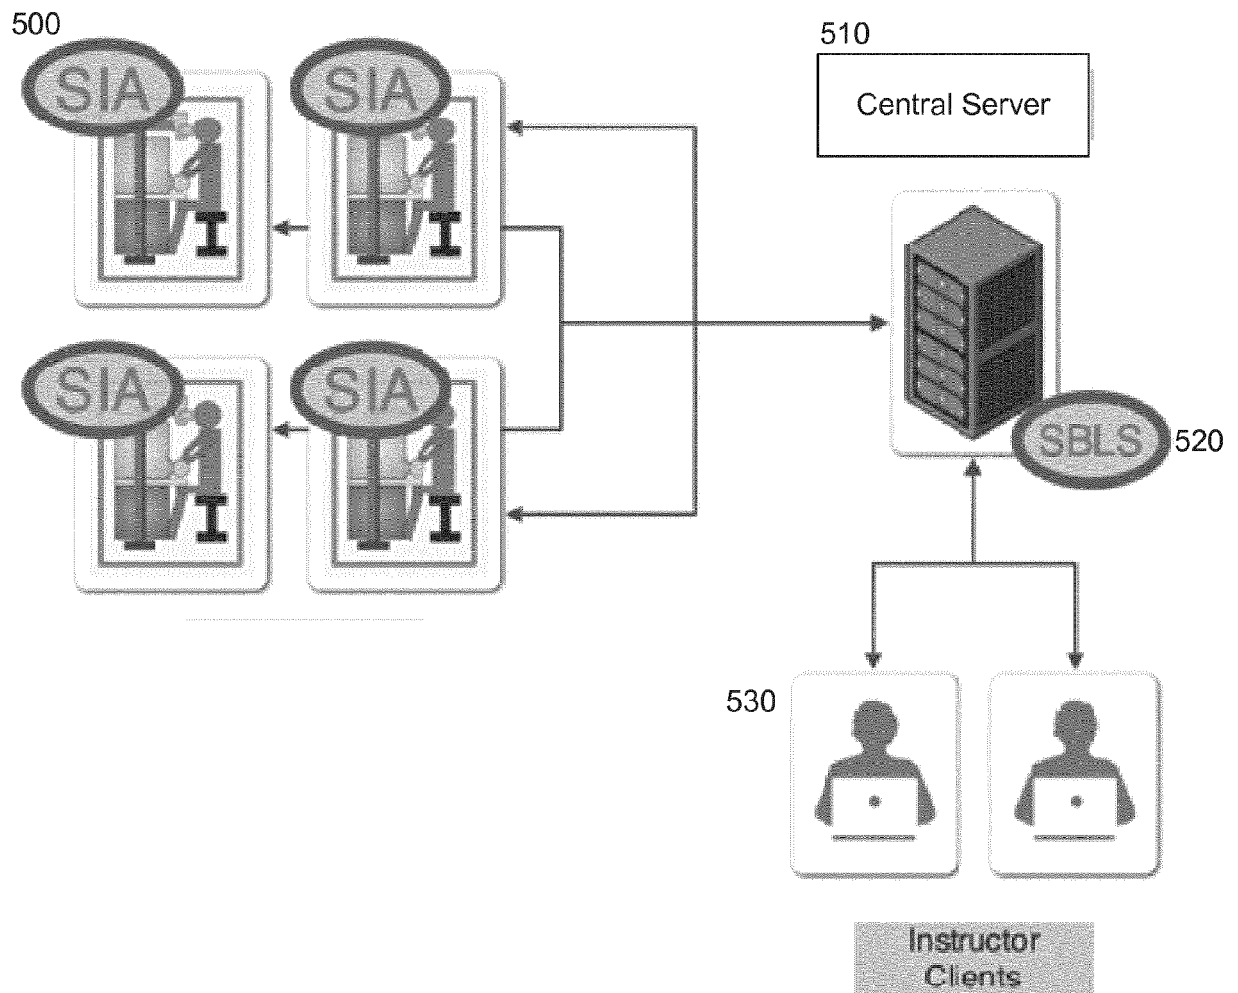 500
510
SIA
SIA
Central Server
SIA
SIA
SBLS
520
530
Instructor
Clients